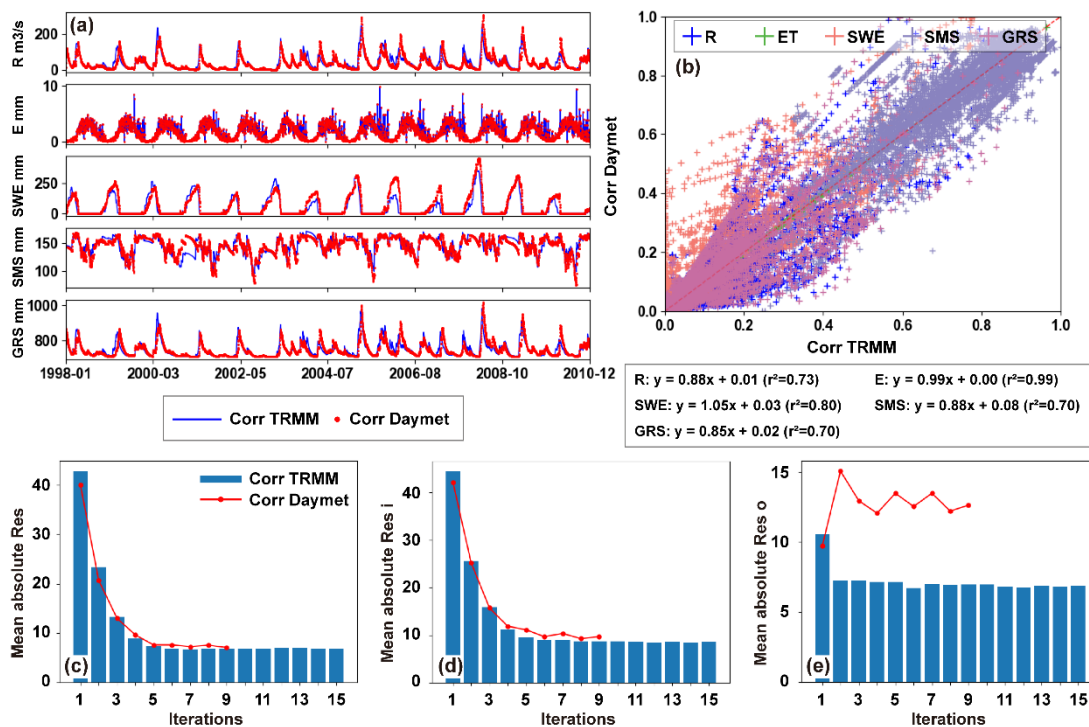 (a)
R m3/s
200
0
E mm
10
0
SWE mm
250
0
SMS mm
150
100
GRS mm
1000
800
1998-01 2000-03 2002-05 2004-07 2006-08 2008-10 2010-12
Corr TRMM Corr Daymet
R ET SWE SMS GRS
(b)
Corr Daymet
1.0
0.8
0.6
0.4
0.2
0.0
0.0 0.2 0.4 0.6 0.8 1.0
Corr TRMM
R: y = 0.88x + 0.01 (r²=0.73) E: y = 0.99x + 0.00 (r²=0.99)
SWE: y = 1.05x + 0.03 (r²=0.80) SMS: y = 0.88x + 0.08 (r²=0.70)
GRS: y = 0.85x + 0.02 (r²=0.70)
Mean absolute Res
40
30
20
10
0
Corr TRMM
Corr Daymet
(c)
1 3 5 7 9 11 13 15
Iterations
Mean absolute Res i
40
30
20
10
0
(d)
1 3 5 7 9 11 13 15
Iterations
Mean absolute Res o
15
10
5
0
(e)
1 3 5 7 9 11 13 15
Iterations